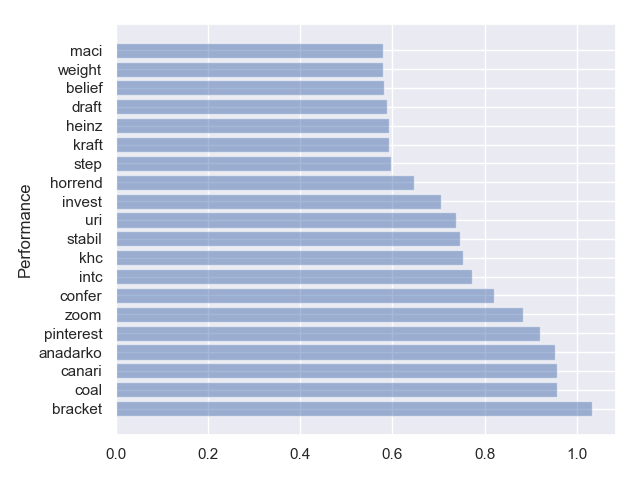 maci
weight
belief
draft
heinz
kraft
step
horrend
invest
uri
stabil
khc
intc
confer
zoom
pinterest
anadarko
canari
coal
bracket
Performance
0.0 0.2 0.4 0.6 0.8 1.0